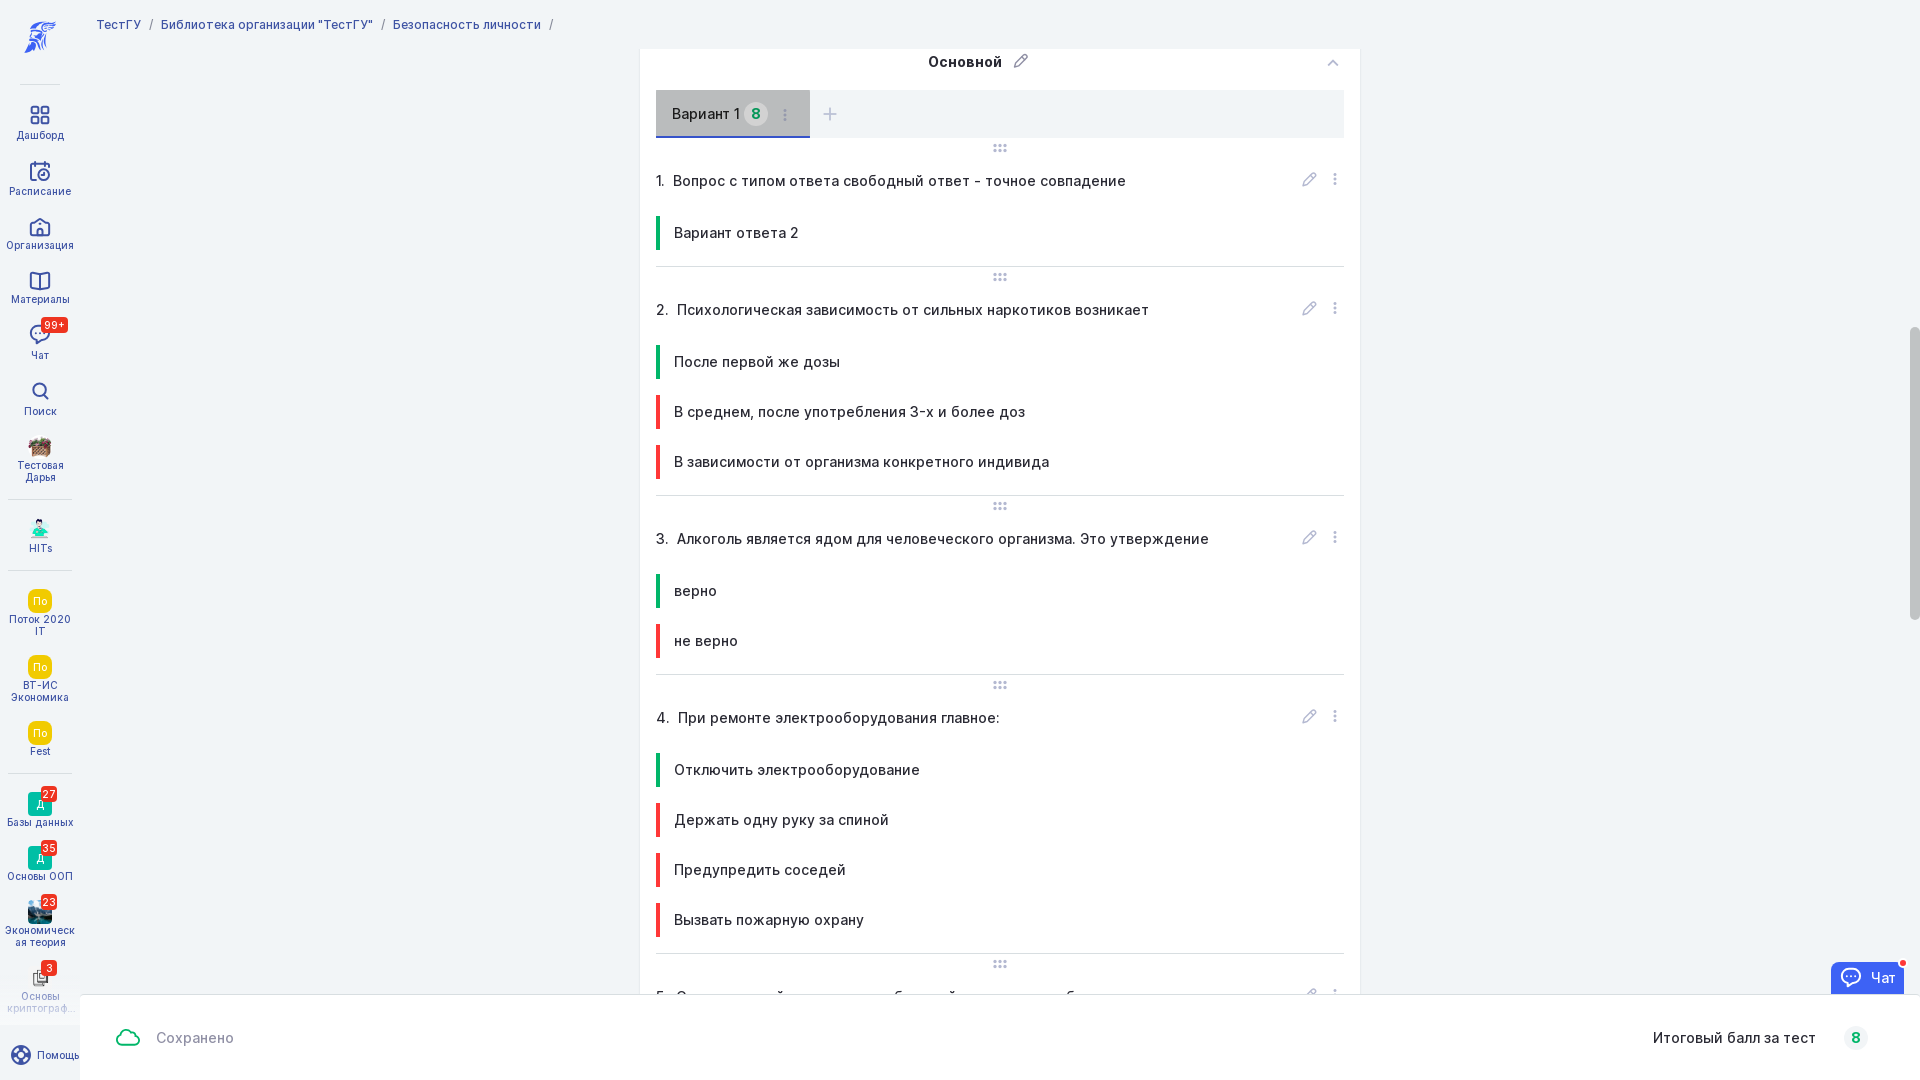 ТестГУ / Библиотека организации "ТестГУ" / Безопасность личности /
Дашборд
Расписание
Организация
Материалы
99+
Чат
Поиск
Тестовая
Дарья
HITs
По
Поток 2020
IT
По
ВТ-ИС
Экономика
По
Fest
27
Д
Базы данных
35
Д
Основы ООП
23
Экономическ
ая теория
3
Основы
криптограф...
Помощь
Основной
Вариант 1 8
1. Вопрос с типом ответа свободный ответ - точное совпадение
Вариант ответа 2
2. Психологическая зависимость от сильных наркотиков возникает
После первой же дозы
В среднем, после употребления 3-х и более доз
В зависимости от организма конкретного индивида
3. Алкоголь является ядом для человеческого организма. Это утверждение
верно
не верно
4. При ремонте электрооборудования главное:
Отключить электрооборудование
Держать одну руку за спиной
Предупредить соседей
Вызвать пожарную охрану
Чат
Сохранено
Итоговый балл за тест 8